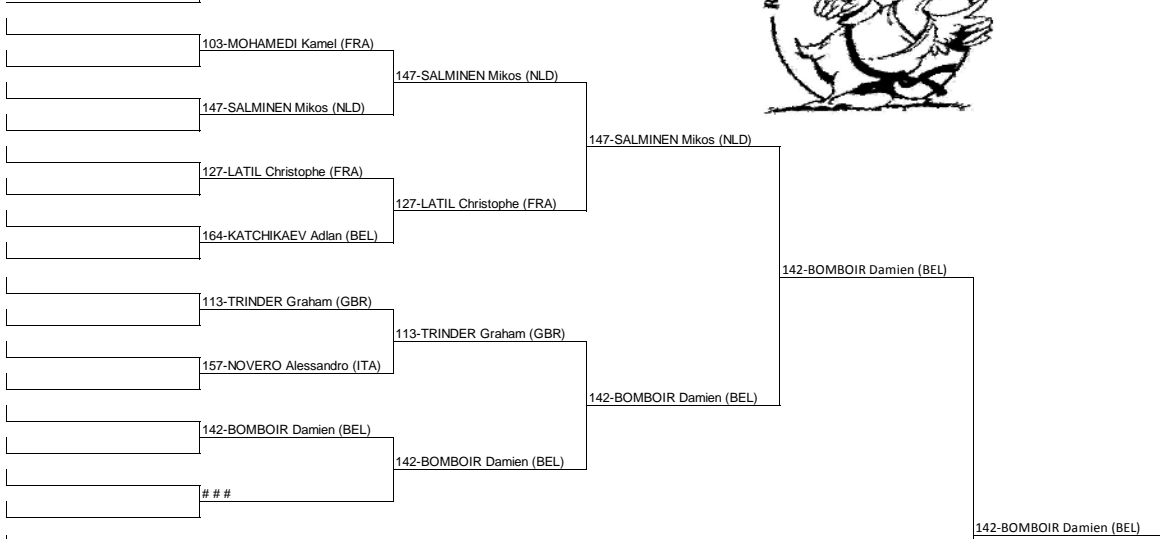 103-MOHAMEDI Kamel (FRA)
147-SALMINEN Mikos (NLD)
147-SALMINEN Mikos (NLD)
147-SALMINEN Mikos (NLD)
127-LATIL Christophe (FRA)
127-LATIL Christophe (FRA)
164-KATCHIKAEV Adlan (BEL)
142-BOMBOIR Damien (BEL)
113-TRINDER Graham (GBR)
113-TRINDER Graham (GBR)
157-NOVERO Alessandro (ITA)
142-BOMBOIR Damien (BEL)
142-BOMBOIR Damien (BEL)
142-BOMBOIR Damien (BEL)
# # #
142-BOMBOIR Damien (BEL)